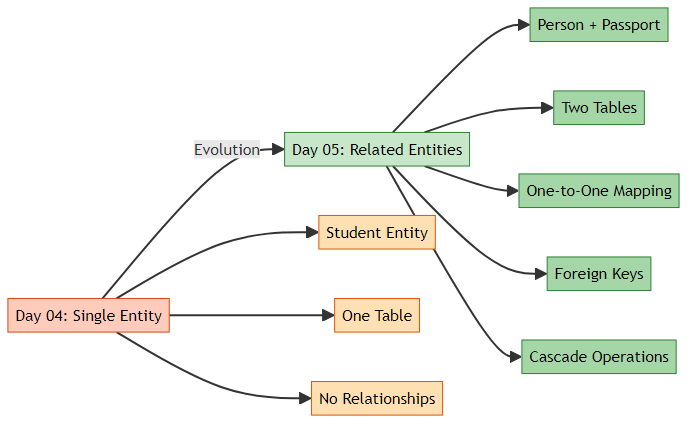 Person + Passport
Two Tables
Evolution
Day 05: Related Entities
One-to-One Mapping
Student Entity
Foreign Keys
Day 04: Single Entity
One Table
Cascade Operations
No Relationships